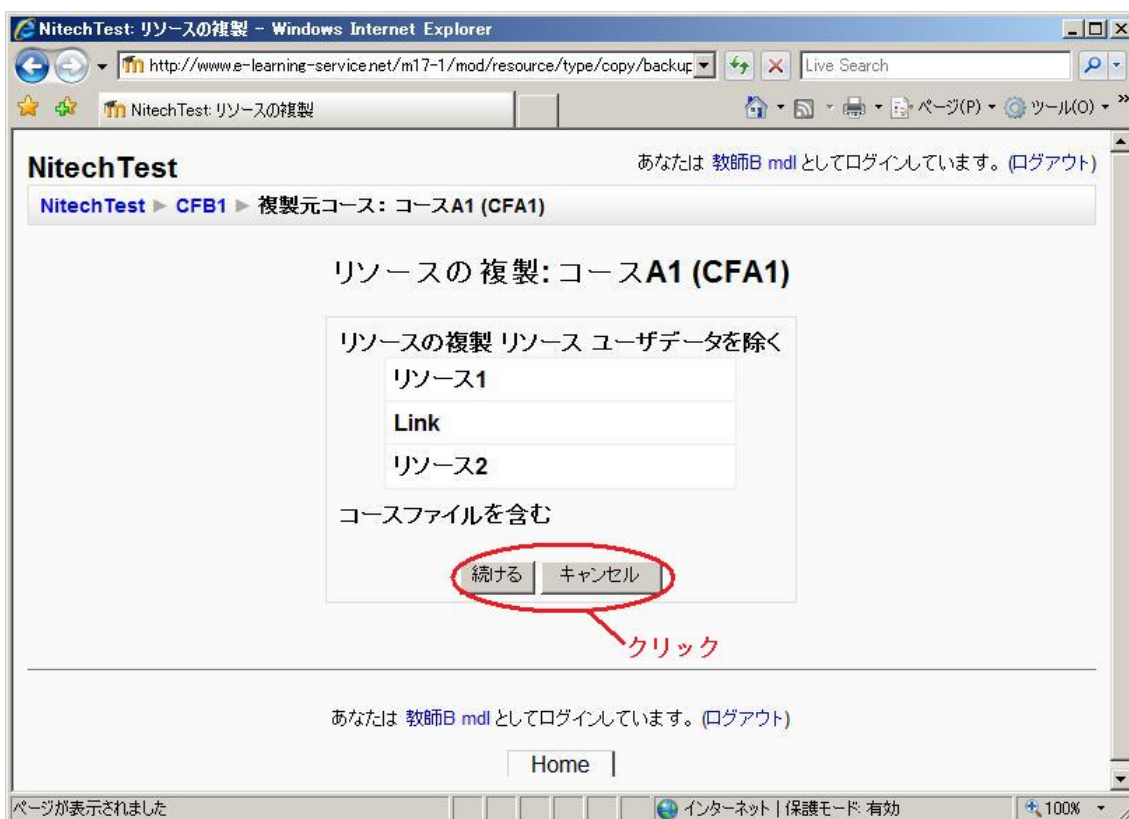 NitechTest: リソースの複製 - Windows Internet Explorer
http://www.e-learning-service.net/m17-1/mod/resource/type/copy/backup
Live Search
NitechTest: リソースの複製
ページ(P)
ツール(O)
»
NitechTest
あなたは 教師B mdl としてログインしています。(ログアウト)
NitechTest ► CFB1 ► 複製元コース: コースA1 (CFA1)
リソースの 複製: コースA1 (CFA1)
リソースの複製 リソース ユーザデータを除く
リソース1
Link
リソース2
コースファイルを含む
続ける
キャンセル
クリック
あなたは 教師B mdl としてログインしています。(ログアウト)
Home
ページが表示されました
インターネット | 保護モード: 有効
100%